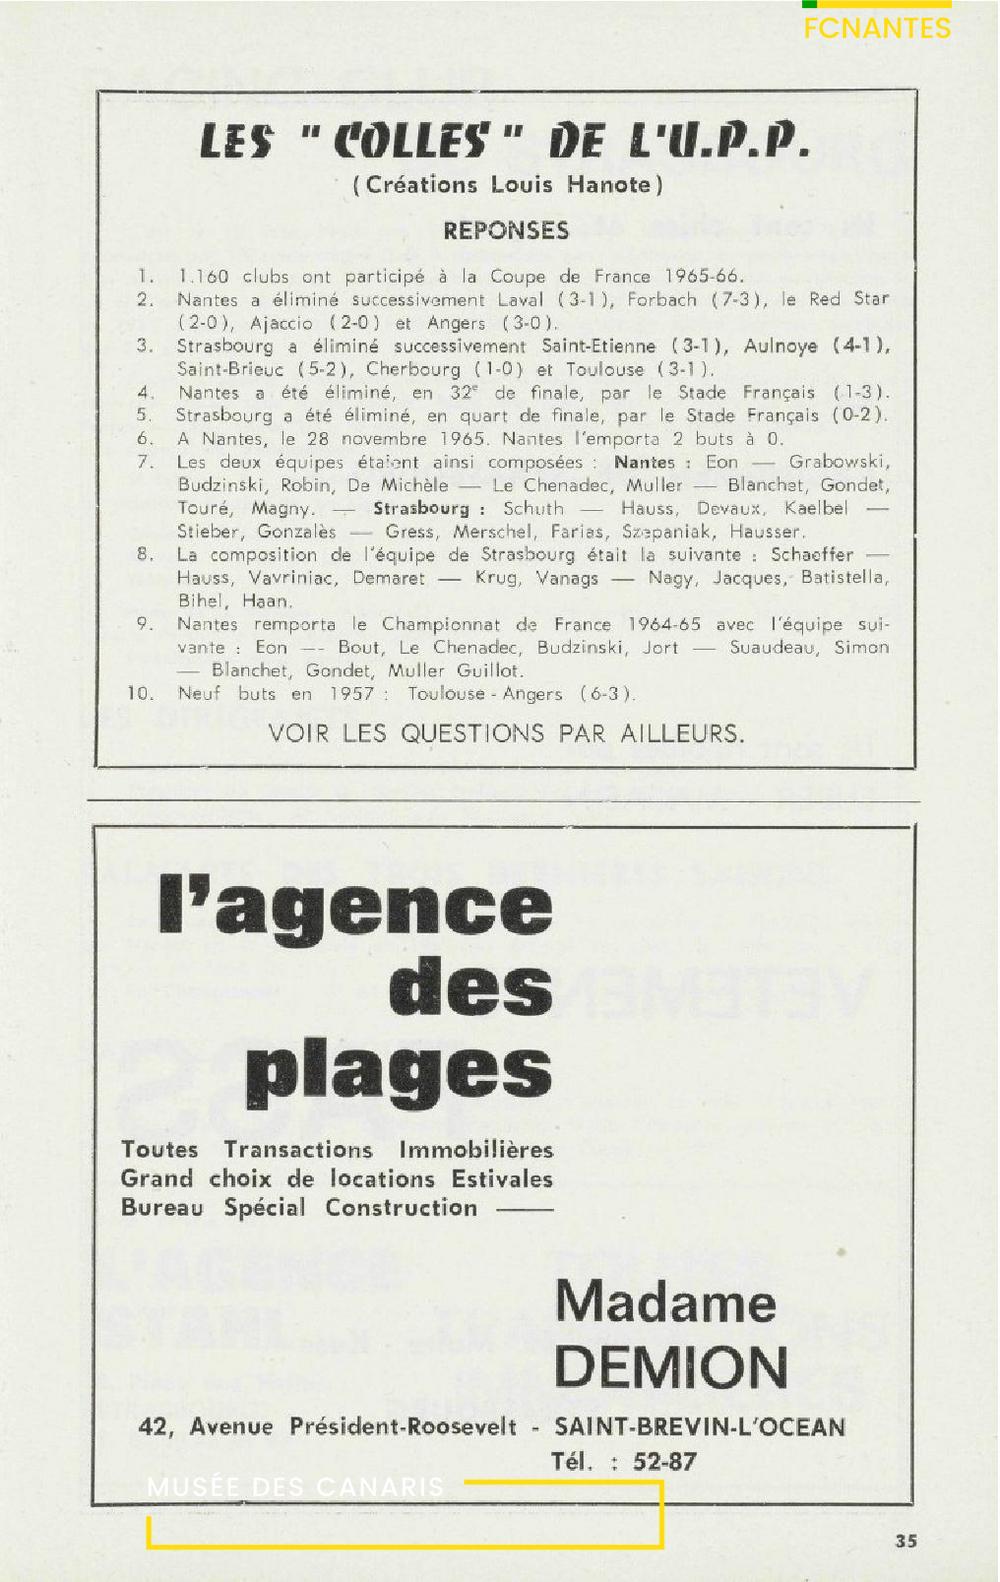 FCNANTES
LES "COLLES" DE L'U.P.P.
(Créations Louis Hanote)
REPONSES
1. 1.160 clubs ont participé à la Coupe de France 1965-66.
2. Nantes a éliminé successivement Laval (3-1), Forbach (7-3), le Red Star
(2-0), Ajaccio (2-0) et Angers (3-0).
3. Strasbourg a éliminé successivement Saint-Etienne (3-1), Aulnoye (4-1),
Saint-Brieuc (5-2), Cherbourg (1-0) et Toulouse (3-1).
4. Nantes a été éliminé, en 32e de finale, par le Stade Français (1-3).
5. Strasbourg a été éliminé, en quart de finale, par le Stade Français (0-2).
6. A Nantes, le 28 novembre 1965. Nantes l'emporta 2 buts à 0.
7. Les deux équipes étaient ainsi composées : Nantes : Eon — Grabowski,
Budzinski, Robin, De Michèle — Le Chenadec, Muller — Blanchet, Gondet,
Touré, Magny. — Strasbourg : Schuth — Hauss, Devaux, Kaelbel —
Stieber, Gonzalès — Gress, Merschel, Farias, Szepaniak, Hausser.
8. La composition de l'équipe de Strasbourg était la suivante : Schaeffer —
Hauss, Vavriniac, Demaret — Krug, Vanags — Nagy, Jacques, Batistella,
Bihel, Haan.
9. Nantes remporta le Championnat de France 1964-65 avec l'équipe sui-
vante : Eon — Bout, Le Chenadec, Budzinski, Jort — Suaudeau, Simon
— Blanchet, Gondet, Muller Guillot.
10. Neuf buts en 1957 : Toulouse - Angers (6-3).
VOIR LES QUESTIONS PAR AILLEURS.
l'agence
des
plages
Toutes Transactions Immobilières
Grand choix de locations Estivales
Bureau Spécial Construction —
Madame
DEMION
42, Avenue Président-Roosevelt - SAINT-BREVIN-L'OCEAN
Tél. : 52-87
MUSÉE DES CANARIS
35